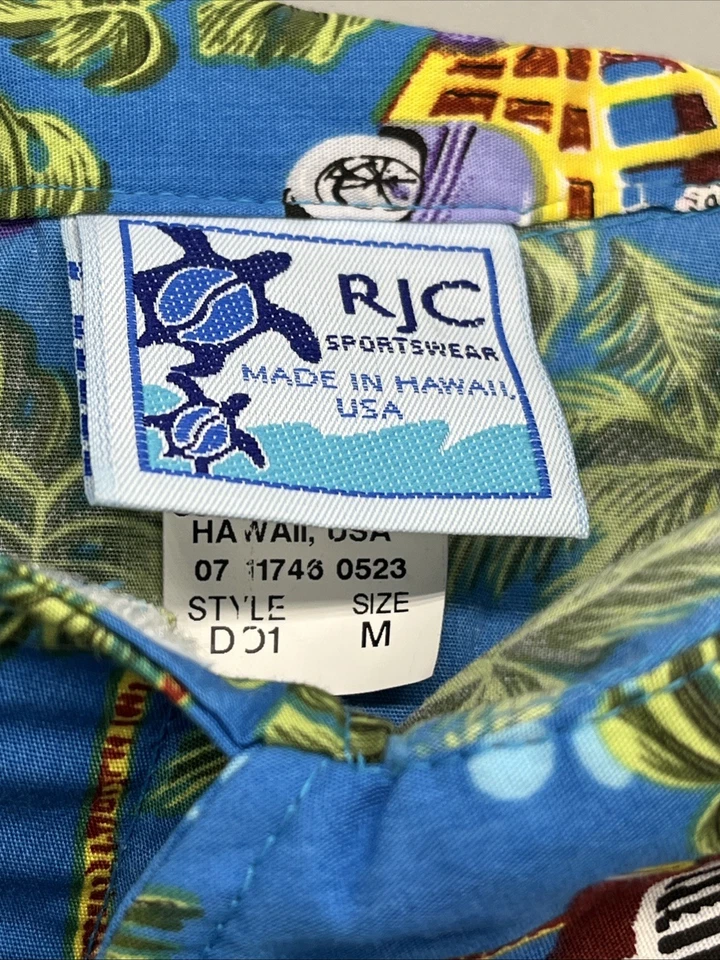 RJC
SPORTSWEAR
MADE IN HAWAII,
USA
HAWAII, USA
07 11746 0523
STYLE SIZE
D01 M